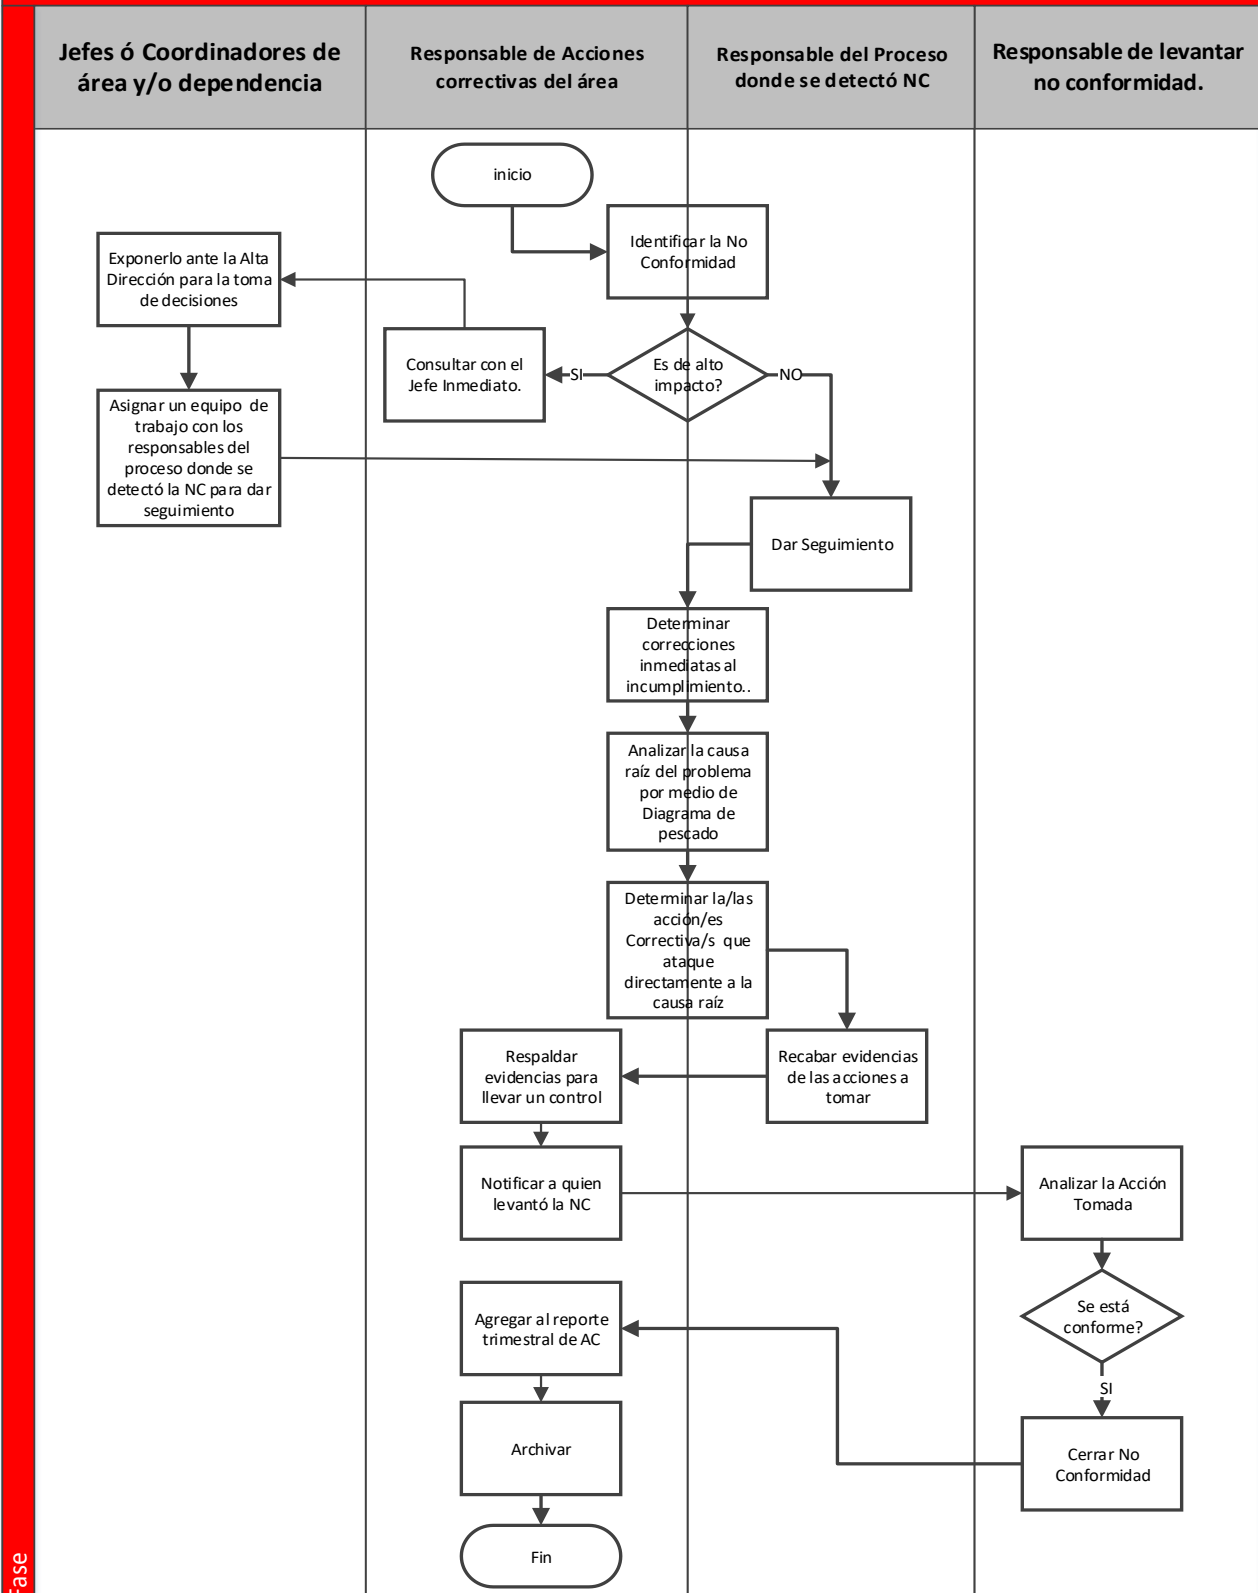 Jefes ó Coordinadores de
área y/o dependencia
Responsable de Acciones
correctivas del área
Responsable del Proceso
donde se detectó NC
Responsable de levantar
no conformidad.
inicio
Identificar la No
Conformidad
Exponerlo ante la Alta
Dirección para la toma
de decisiones
Consultar con el
Jefe Inmediato.
SI
Es de alto
impacto?
NO
Asignar un equipo de
trabajo con los
responsables del
proceso donde se
detectó la NC para dar
seguimiento
Dar Seguimiento
Determinar
correcciones
inmediatas al
incumplimiento..
Analizar la causa
raíz del problema
por medio de
Diagrama de
pescado
Determinar la/las
acción/es
Correctiva/s que
ataque
directamente a la
causa raíz
Respaldar
evidencias para
llevar un control
Recabar evidencias
de las acciones a
tomar
Notificar a quien
levantó la NC
Analizar la Acción
Tomada
Agregar al reporte
trimestral de AC
Se está
conforme?
SI
Archivar
Cerrar No
Conformidad
Fin
Fase